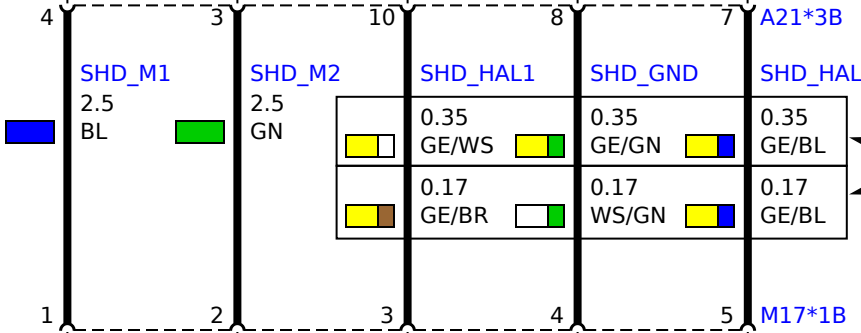 4 3 10 8 7 A21*3B
SHD_M1 SHD_M2 SHD_HAL1 SHD_GND SHD_HAL
2.5 2.5 0.35 0.35 0.35
BL GN GE/WS GE/GN GE/BL
0.17 0.17 0.17
GE/BR WS/GN GE/BL
1 2 3 4 5 M17*1B